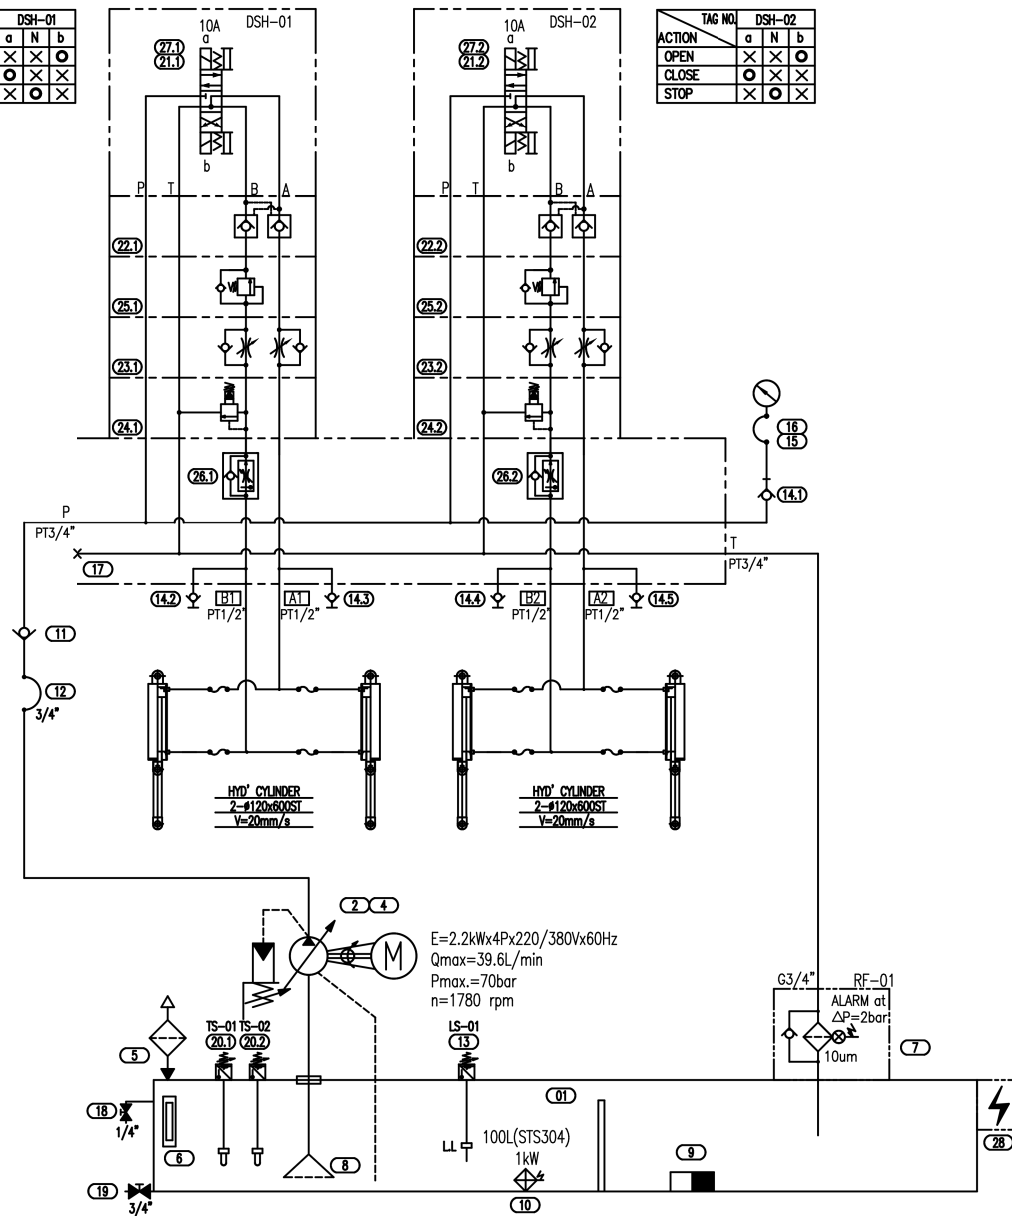 DSH-01
a N b
X X O
O X X
X O X
10A
DSH-01
a
27.1
21.1
b
P T B A
22.1
25.1
23.1
24.1
26.1
10A
DSH-02
a
27.2
21.2
b
P T B A
22.2
25.2
23.2
24.2
26.2
TAG NO. DSH-02
ACTION a N b
OPEN X X O
CLOSE O X X
STOP X O X
16
15
14.1
P
PT3/4"
17
T
PT3/4"
14.2 B1 A1 14.3
PT1/2" PT1/2"
14.4 B2 A2 14.5
PT1/2" PT1/2"
11
12
3/4"
HYD' CYLINDER
2-ø120x600ST
V=20mm/s
HYD' CYLINDER
2-ø120x600ST
V=20mm/s
2 4
M
E=2.2kWx4Px220/380Vx60Hz
Qmax=39.6L/min
Pmax.=70bar
n=1780 rpm
G3/4" RF-01
ALARM at
△P=2bar
10um
7
5
TS-01 TS-02
20.1 20.2
LS-01
13
01
18
1/4"
6
8
LL
100L(STS304)
1kW
9
28
19
3/4"
10